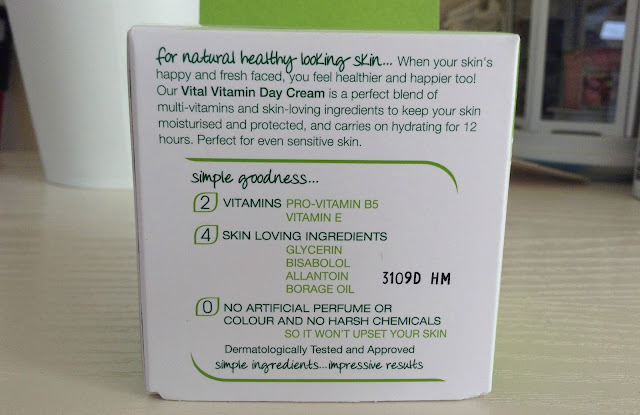 for natural healthy looking skin... When your skin's
happy and fresh faced, you feel healthier and happier too!
Our Vital Vitamin Day Cream is a perfect blend of
multi-vitamins and skin-loving ingredients to keep your skin
moisturised and protected, and carries on hydrating for 12
hours. Perfect for even sensitive skin.
simple goodness...
2 VITAMINS PRO-VITAMIN B5
VITAMIN E
4 SKIN LOVING INGREDIENTS
GLYCERIN
BISABOLOL
ALLANTOIN
BORAGE OIL
3109D HM
0 NO ARTIFICIAL PERFUME OR
COLOUR AND NO HARSH CHEMICALS
SO IT WON'T UPSET YOUR SKIN
Dermatologically Tested and Approved
simple ingredients...impressive results